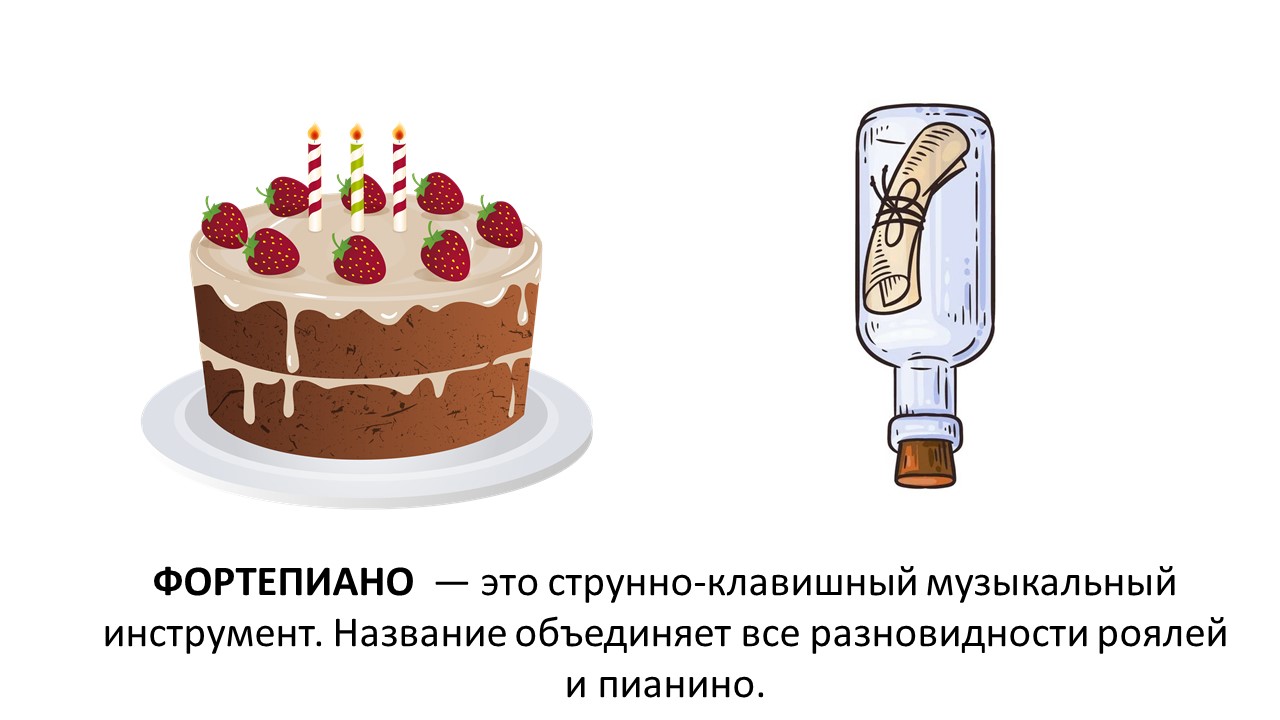 ФОРТЕПИАНО — это струнно-клавишный музыкальный
инструмент. Название объединяет все разновидности роялей
и пианино.